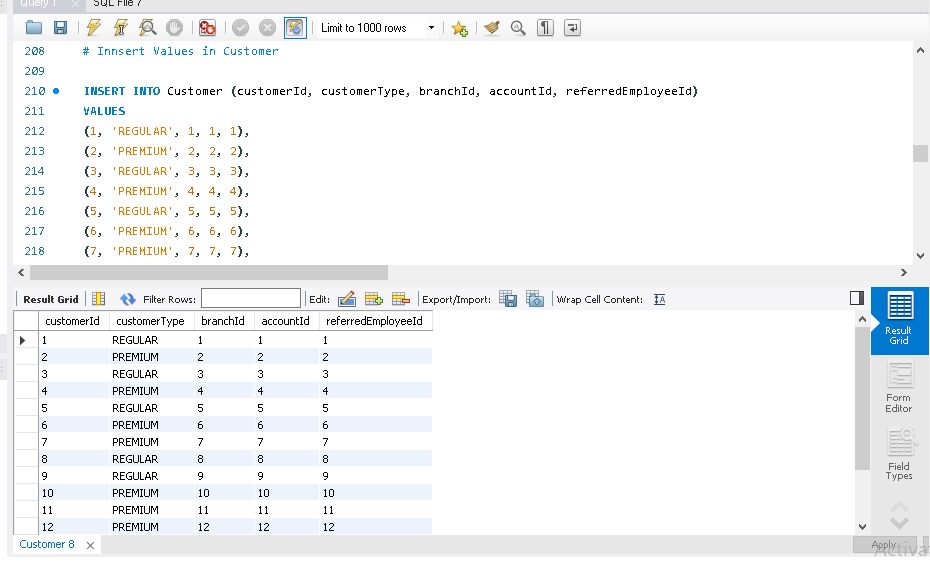 Query 1
SQL File 7
Limit to 1000 rows
208 # Innsert Values in Customer
209
210 INSERT INTO Customer (customerId, customerType, branchId, accountId, referredEmployeeId)
211 VALUES
212 (1, 'REGULAR', 1, 1, 1),
213 (2, 'PREMIUM', 2, 2, 2),
214 (3, 'REGULAR', 3, 3, 3),
215 (4, 'PREMIUM', 4, 4, 4),
216 (5, 'REGULAR', 5, 5, 5),
217 (6, 'PREMIUM', 6, 6, 6),
218 (7, 'PREMIUM', 7, 7, 7),
Result Grid Filter Rows: Edit: Export/Import: Wrap Cell Content: IA
customerId customerType branchId accountId referredEmployeeId
1 REGULAR 1 1 1
2 PREMIUM 2 2 2
3 REGULAR 3 3 3
4 PREMIUM 4 4 4
5 REGULAR 5 5 5
6 PREMIUM 6 6 6
7 PREMIUM 7 7 7
8 REGULAR 8 8 8
9 REGULAR 9 9 9
10 PREMIUM 10 10 10
11 PREMIUM 11 11 11
12 PREMIUM 12 12 12
Result
Grid
Form
Editor
Field
Types
Customer 8
Apply
Activa